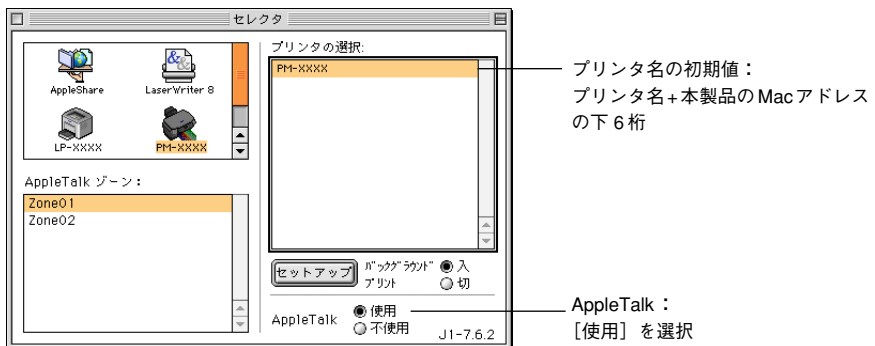 セレクタ
AppleShare
LaserWriter 8
LP-XXXX
PM-XXXX
AppleTalk ゾーン：
Zone01
Zone02
プリンタの選択:
PM-XXXX
セットアップ
バックグラウンド
プリント
入
切
AppleTalk
使用
不使用
J1-7.6.2
プリンタ名の初期値：
プリンタ名+本製品のMacアドレス
の下6桁
AppleTalk：
［使用］を選択